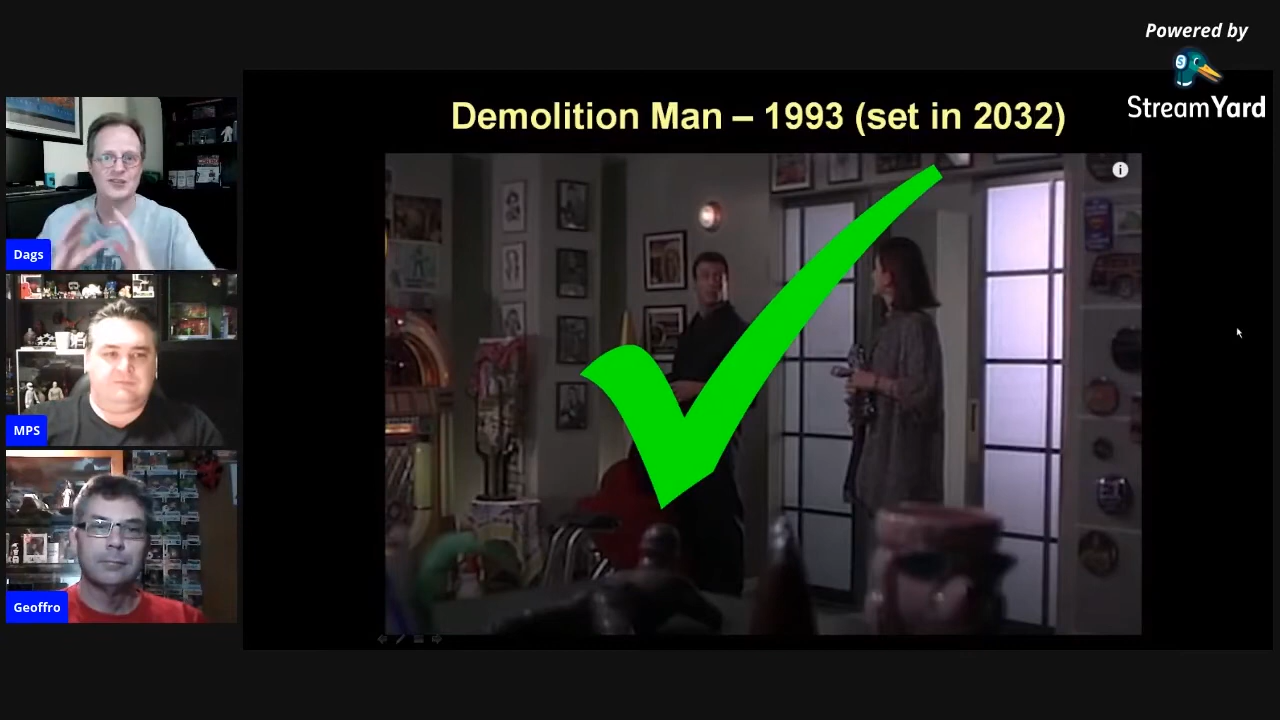 Powered by
StreamYard
Demolition Man – 1993 (set in 2032)
Dags
MPS
Geoffro